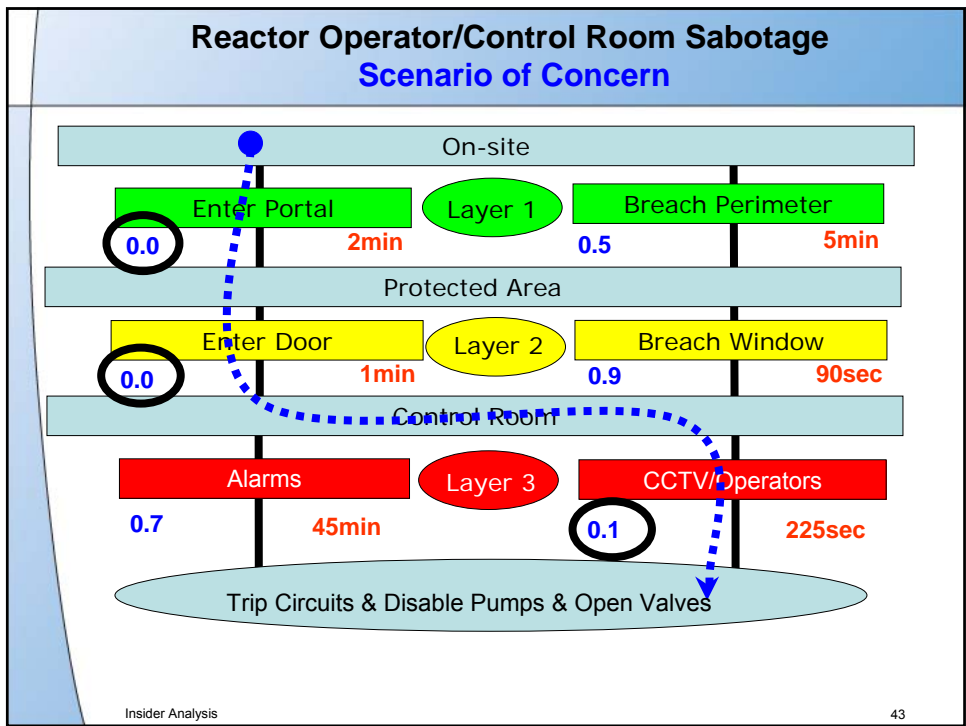 Reactor Operator/Control Room Sabotage
Scenario of Concern
On-site
Enter Portal
Layer 1
Breach Perimeter
0.0
2min
0.5
5min
Protected Area
Enter Door
Layer 2
Breach Window
0.0
1min
0.9
90sec
Control Room
Alarms
Layer 3
CCTV/Operators
0.7
45min
0.1
225sec
Trip Circuits & Disable Pumps & Open Valves
Insider Analysis
43